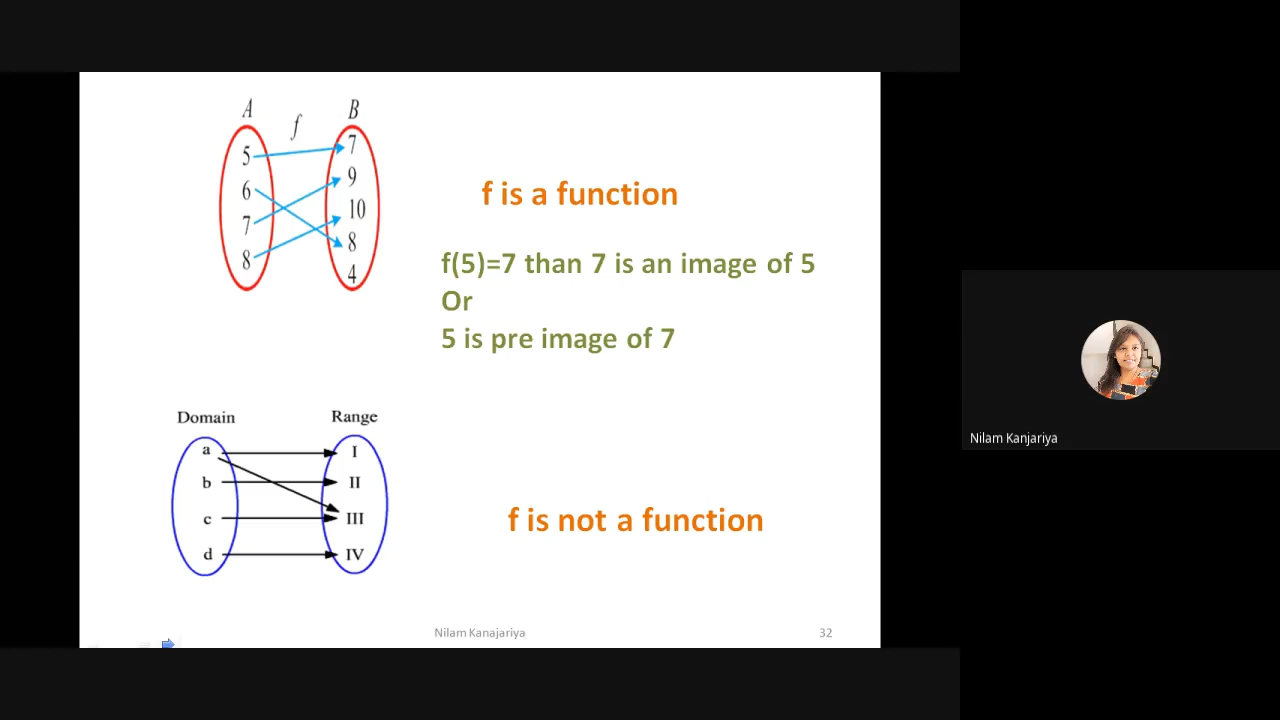 A f B
5 7
6 9
7 10
8 8
4
f is a function
f(5)=7 than 7 is an image of 5
Or
5 is pre image of 7
Domain Range
a I
b II
c III
d IV
f is not a function
Nilam Kanajariya 32
Nilam Kanjariya